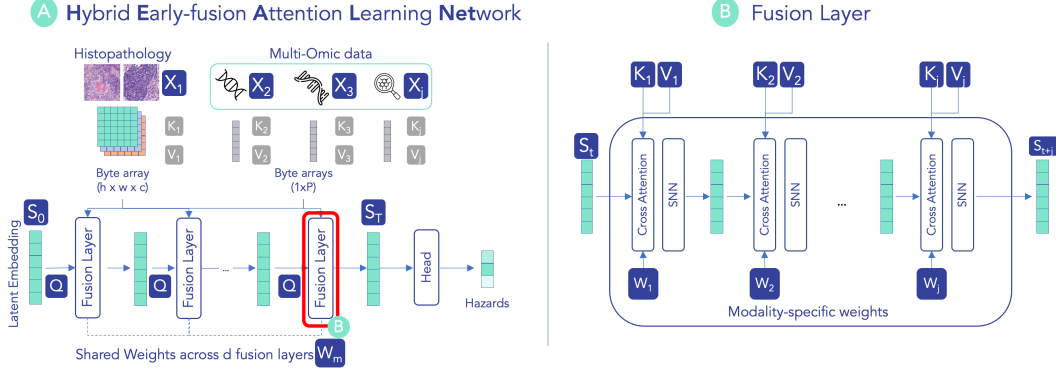 A Hybrid Early-fusion Attention Learning Network
Histopathology
Multi-Omic data
X1
X2
X3
Xj
K1
K2
K3
Kj
V1
V2
V3
Vj
Byte array
(h x w x c)
Byte arrays
(1xP)
S0
ST
Latent Embedding
Q
Fusion Layer
Q
Fusion Layer
...
Q
Fusion Layer
Head
Hazards
B
Shared Weights across d fusion layers
Wm
B Fusion Layer
K1 V1
K2 V2
Kj Vj
St
St+j
Cross Attention
SNN
Cross Attention
SNN
...
Cross Attention
SNN
W1
W2
Wj
Modality-specific weights